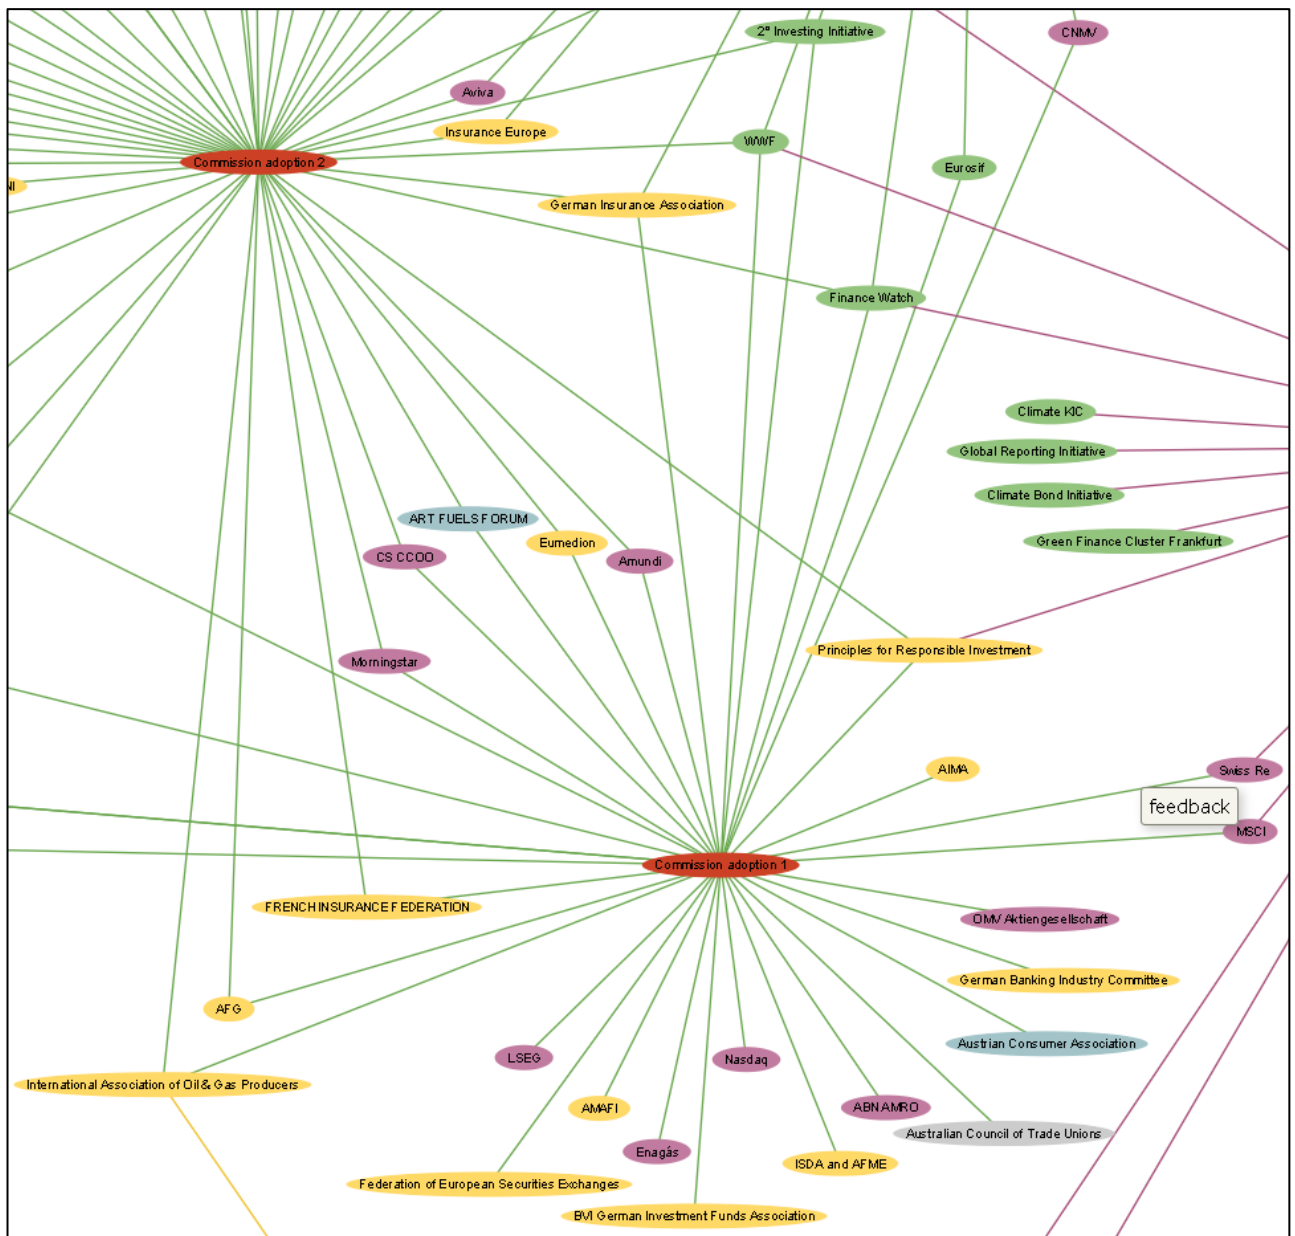 2° Investing Initiative
CNMV
Aviva
Insurance Europe
WWF
Commission adoption 2
Eurosif
NI
German Insurance Association
Finance Watch
Climate KIC
Global Reporting Initiative
Climate Bond Initiative
ART FUELS FORUM
Green Finance Cluster Frankfurt
Eumedion
CS CCOO
Amundi
Principles for Responsible Investment
Morningstar
AIMA
Swiss Re
feedback
MSCI
Commission adoption 1
FRENCH INSURANCE FEDERATION
OMV Aktiengesellschaft
German Banking Industry Committee
AFG
Austrian Consumer Association
LSEG
Nasdaq
International Association of Oil & Gas Producers
AMAFI
ABN AMRO
Australian Council of Trade Unions
Enagás
ISDA and AFME
Federation of European Securities Exchanges
BVI German Investment Funds Association